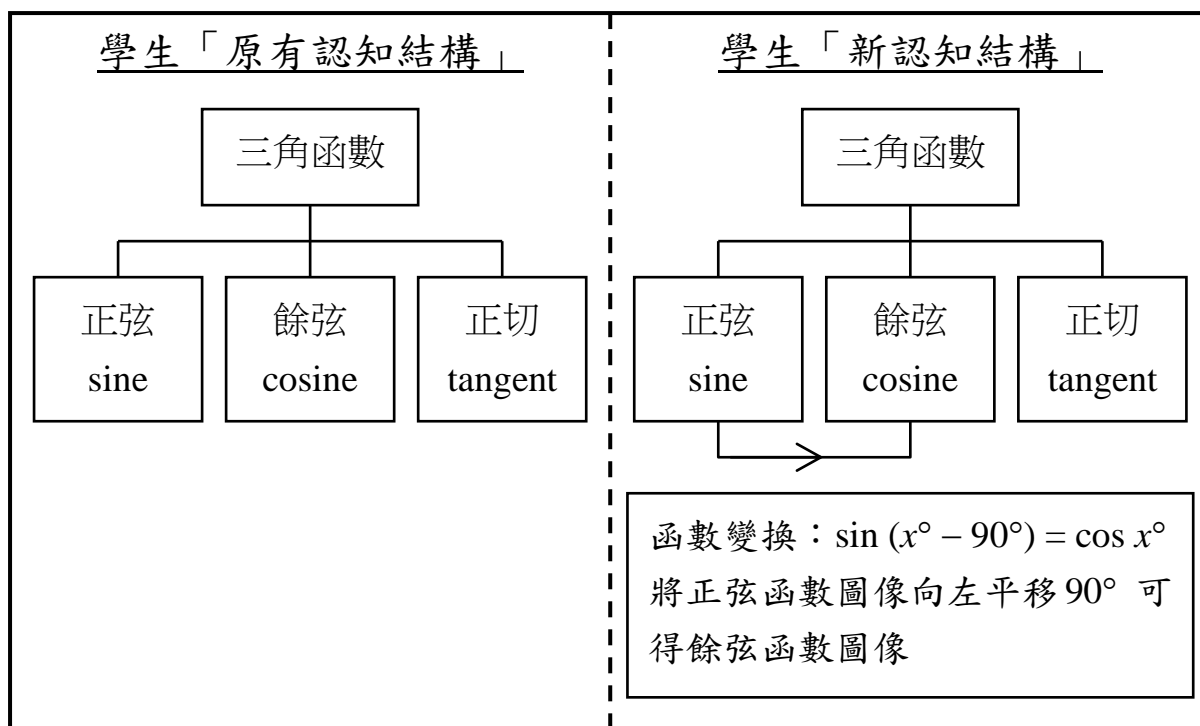 學生「原有認知結構」
三角函數
正弦
sine
餘弦
cosine
正切
tangent
學生「新認知結構」
三角函數
正弦
sine
餘弦
cosine
正切
tangent
函數變換：sin (x° – 90°) = cos x°
將正弦函數圖像向左平移 90° 可
得餘弦函數圖像